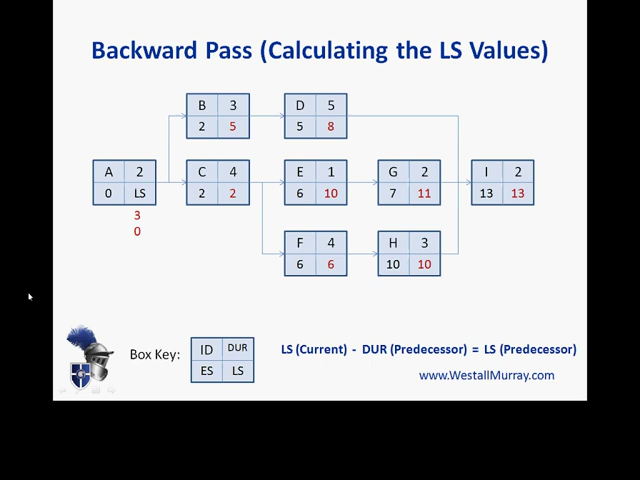 Backward Pass (Calculating the LS Values)
B 3
2 5
D 5
5 8
A 2
0 LS
3
0
C 4
2 2
E 1
6 10
G 2
7 11
I 2
13 13
F 4
6 6
H 3
10 10
Box Key:
ID DUR
ES LS
LS (Current) - DUR (Predecessor) = LS (Predecessor)
www.WestallMurray.com